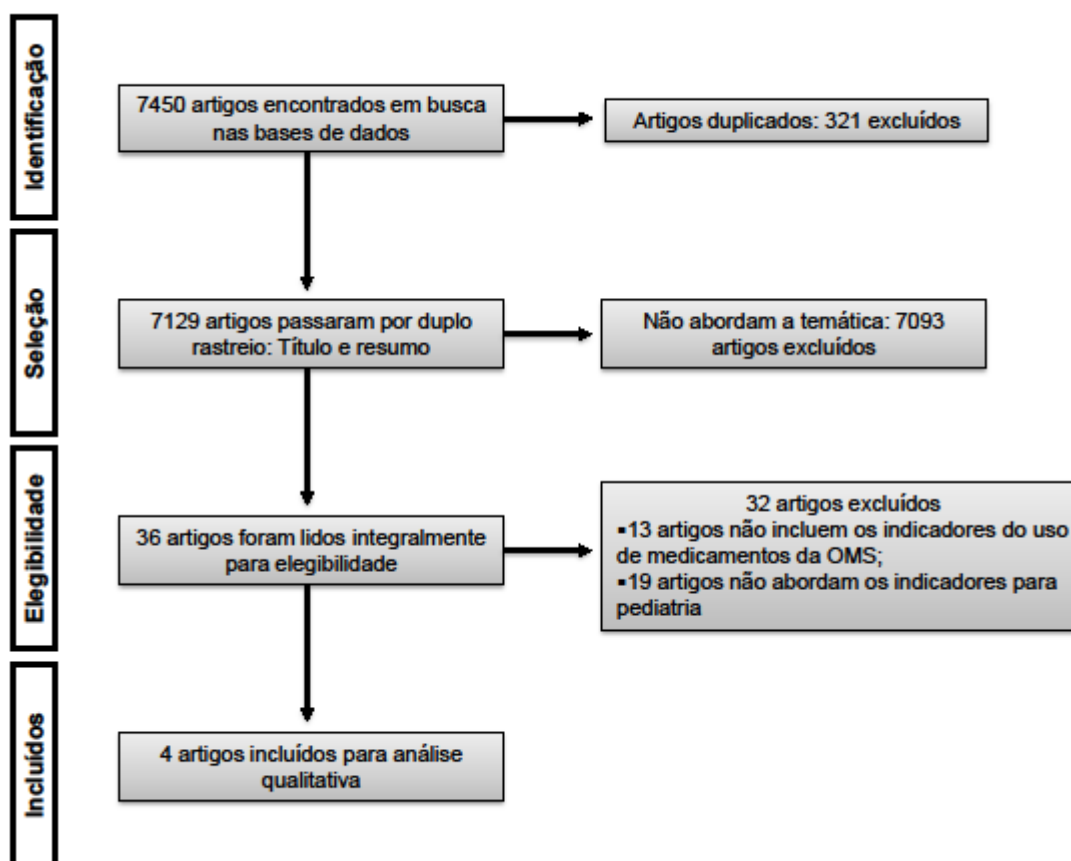 Identificação
7450 artigos encontrados em busca
nas bases de dados
Artigos duplicados: 321 excluídos
Seleção
7129 artigos passaram por duplo
rastreio: Título e resumo
Não abordam a temática: 7093
artigos excluídos
Elegibilidade
36 artigos foram lidos integralmente
para elegibilidade
32 artigos excluídos
▪13 artigos não incluem os indicadores do uso
de medicamentos da OMS;
▪19 artigos não abordam os indicadores para
pediatria
Incluídos
4 artigos incluídos para análise
qualitativa